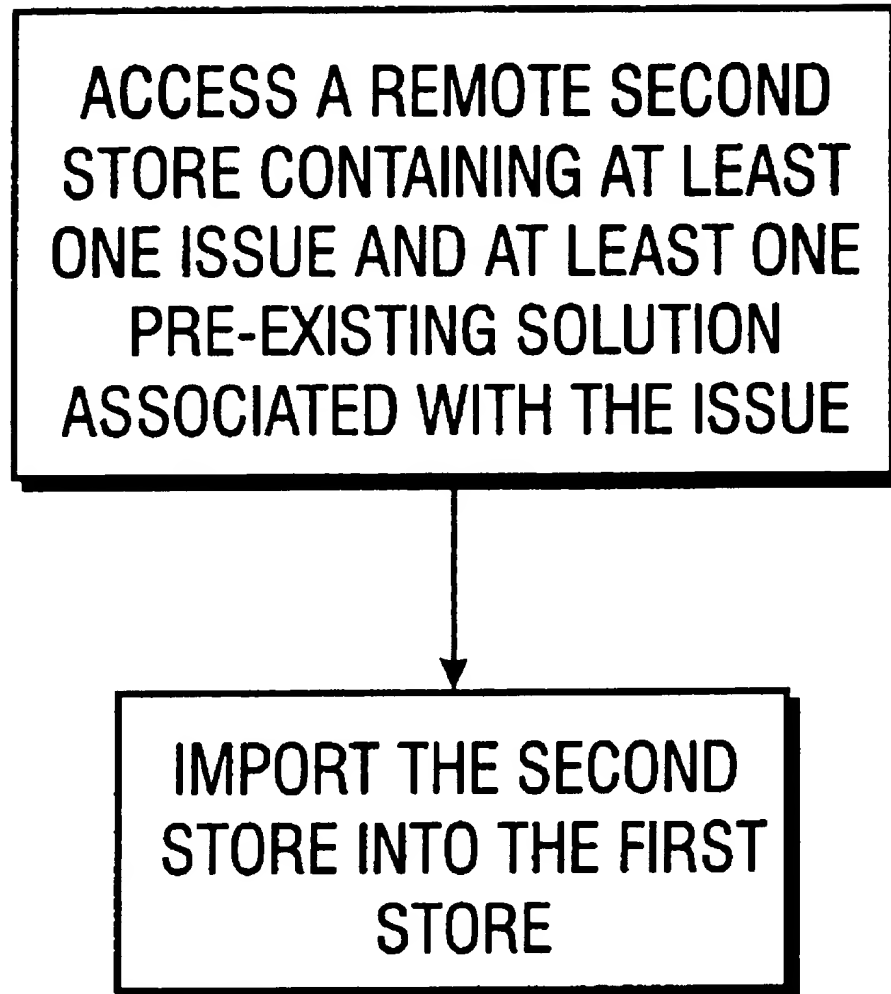 ACCESS A REMOTE SECOND
STORE CONTAINING AT LEAST
ONE ISSUE AND AT LEAST ONE
PRE-EXISTING SOLUTION
ASSOCIATED WITH THE ISSUE
IMPORT THE SECOND
STORE INTO THE FIRST
STORE